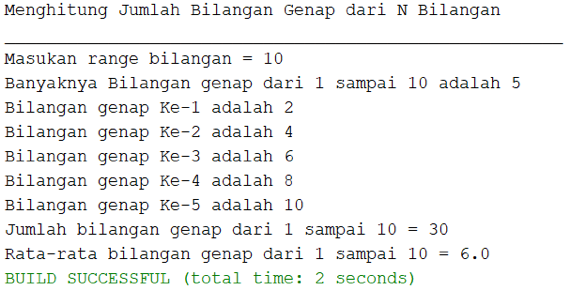 Menghitung Jumlah Bilangan Genap dari N Bilangan
Masukan range bilangan = 10
Banyaknya Bilangan genap dari 1 sampai 10 adalah 5
Bilangan genap Ke-1 adalah 2
Bilangan genap Ke-2 adalah 4
Bilangan genap Ke-3 adalah 6
Bilangan genap Ke-4 adalah 8
Bilangan genap Ke-5 adalah 10
Jumlah bilangan genap dari 1 sampai 10 = 30
Rata-rata bilangan genap dari 1 sampai 10 = 6.0
BUILD SUCCESSFUL (total time: 2 seconds)